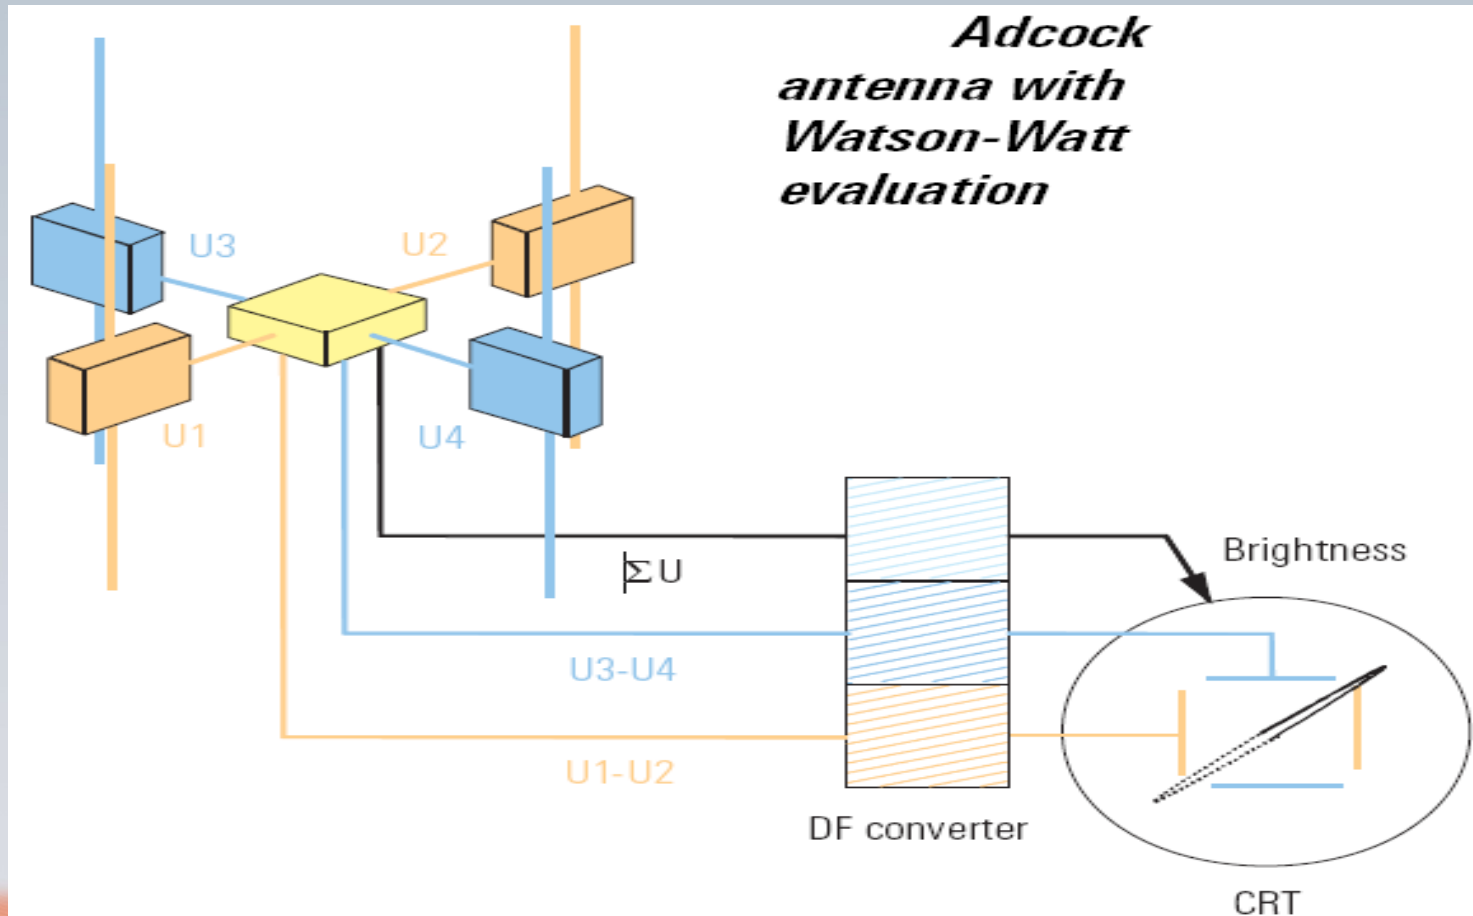 Adcock
antenna with
Watson-Watt
evaluation
U3
U2
U1
U4
Brightness
ΣU
U3-U4
U1-U2
DF converter
CRT